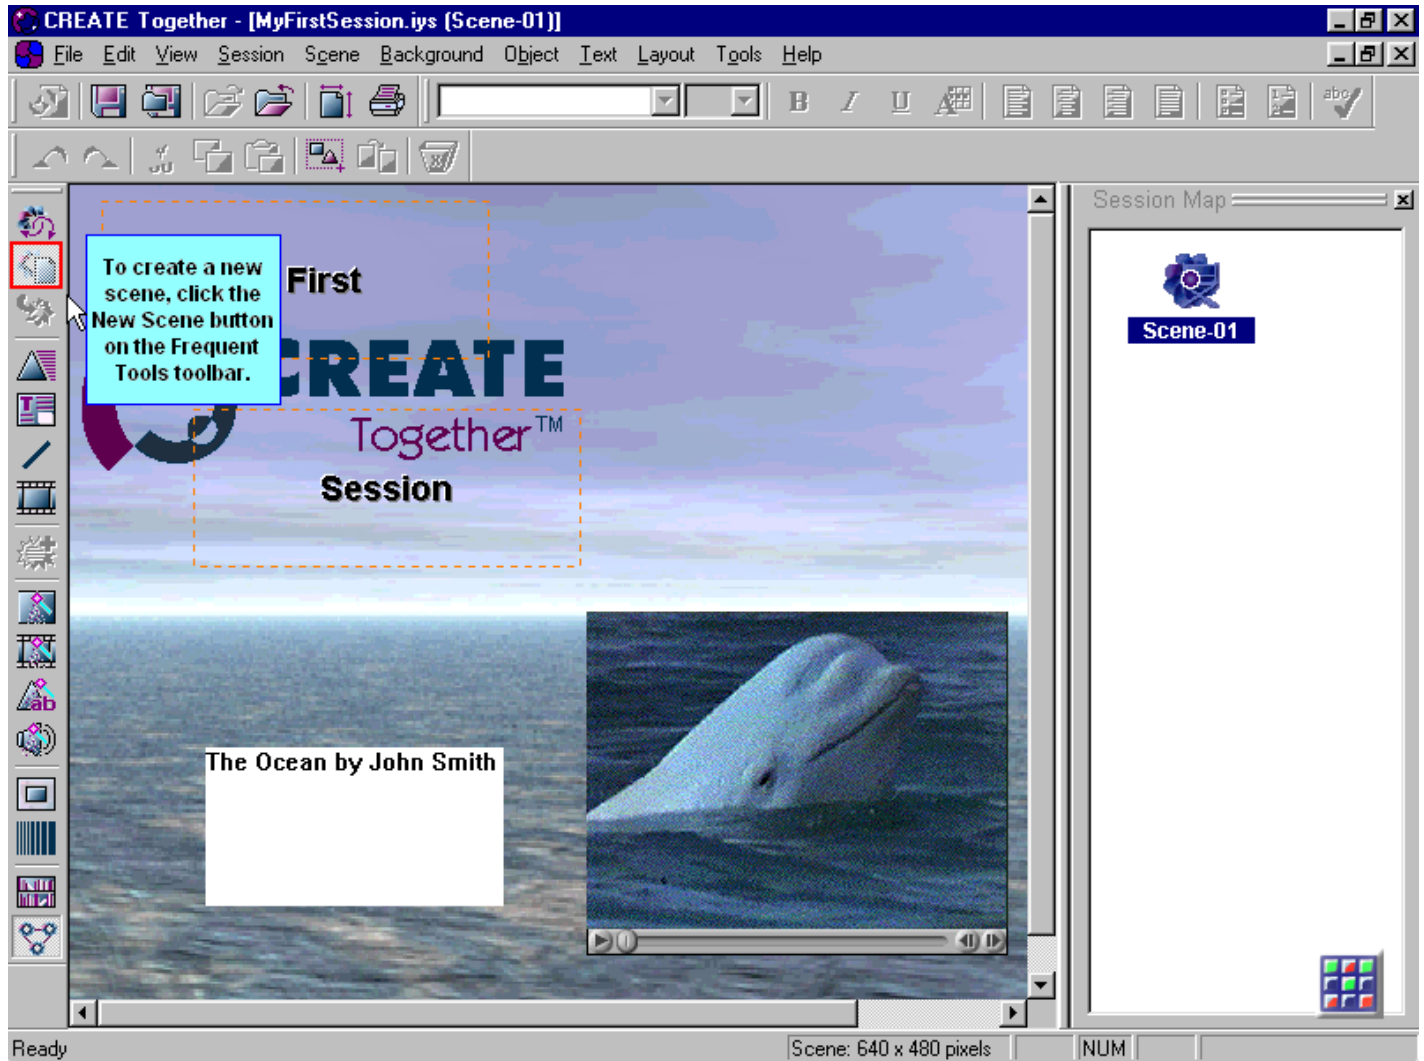 CREATE Together - [MyFirstSession.iys (Scene-01)]
File Edit View Session Scene Background Object Text Layout Tools Help
B I U A abc
Session Map
To create a new
scene, click the
New Scene button
on the Frequent
Tools toolbar.
First
CREATE
Together™
Session
Scene-01
T
ab
The Ocean by John Smith
Ready
Scene: 640 x 480 pixels
NUM